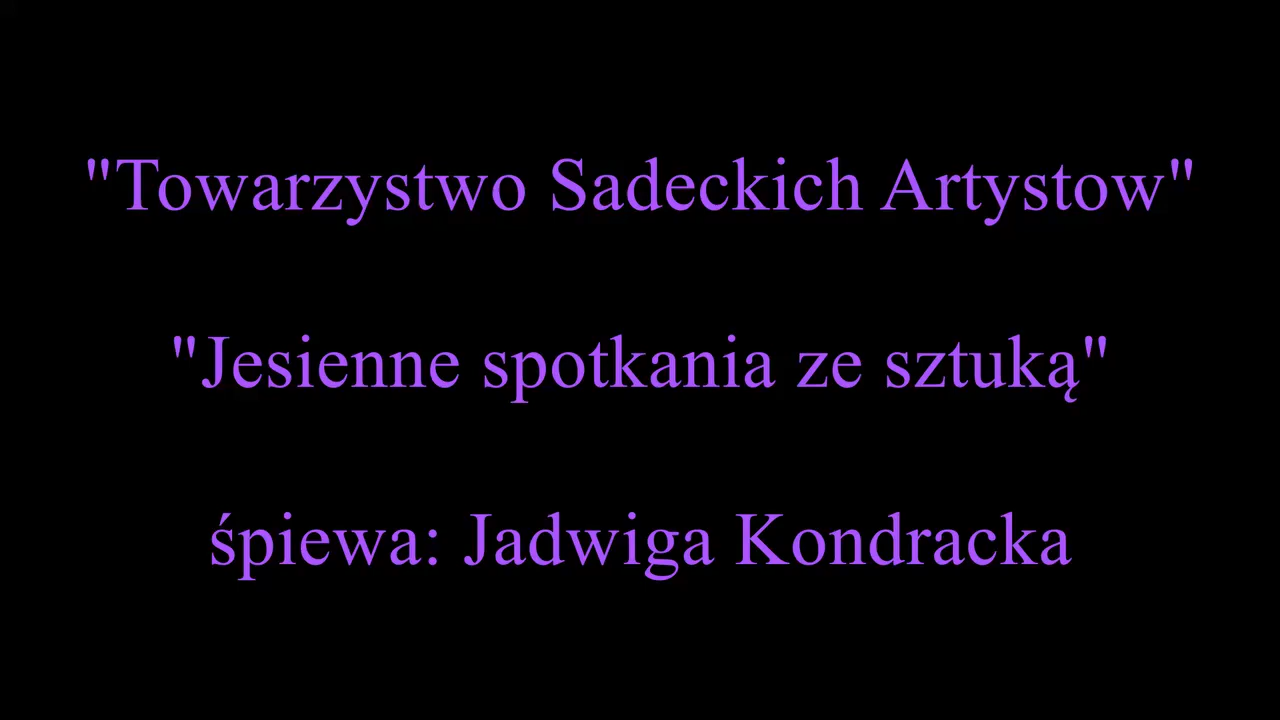 "Towarzystwo Sadeckich Artystow"
"Jesienne spotkania ze sztuką"
śpiewa: Jadwiga Kondracka